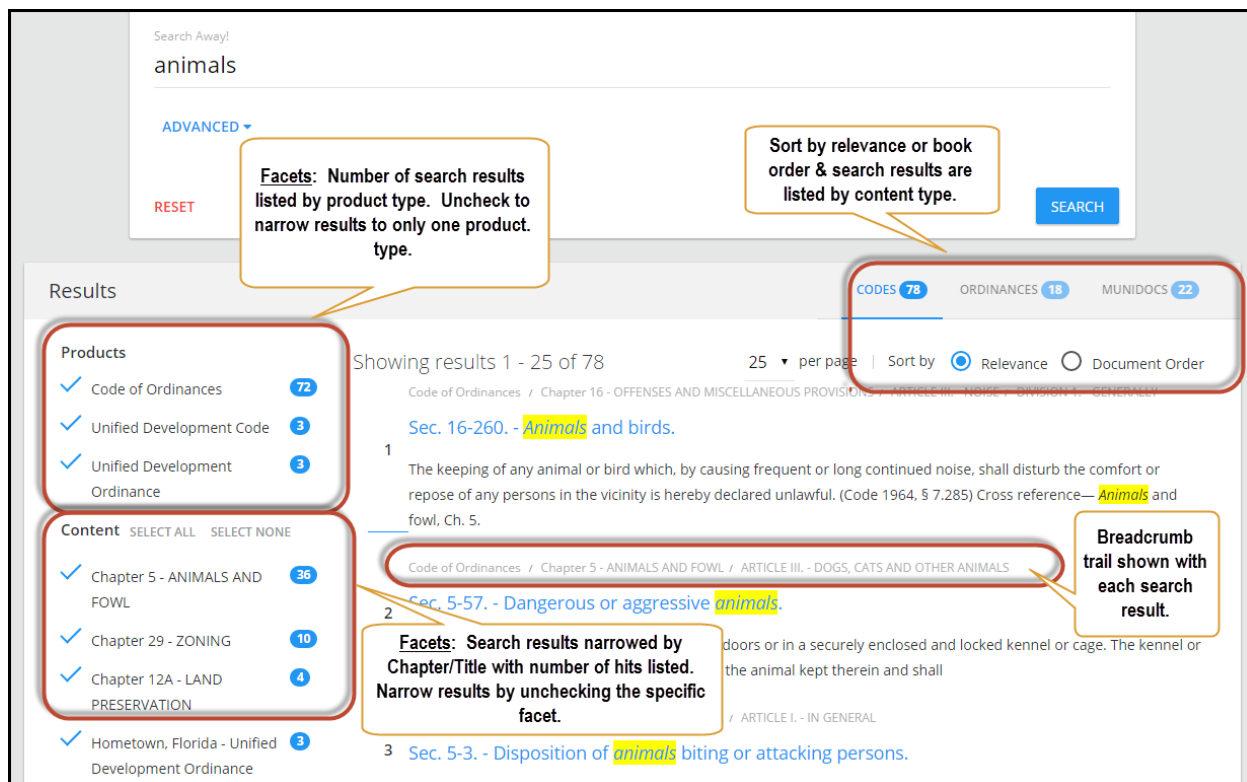 Search Away!
animals
ADVANCED
Facets: Number of search results
listed by product type. Uncheck to
narrow results to only one product.
type.
Sort by relevance or book
order & search results are
listed by content type.
RESET
SEARCH
Results
CODES 78 ORDINANCES 18 MUNIDOCS 22
Products
Code of Ordinances 72
Unified Development Code 3
Unified Development 3
Ordinance
Content SELECT ALL SELECT NONE
Chapter 5 - ANIMALS AND 36
FOWL
Chapter 29 - ZONING 10
Chapter 12A - LAND 4
PRESERVATION
Hometown, Florida - Unified 3
Development Ordinance
Showing results 1 - 25 of 78 25 per page | Sort by Relevance Document Order
Code of Ordinances / Chapter 16 - OFFENSES AND MISCELLANEOUS PROVISIONS / ARTICLE III. - NOISE / DIVISION 1. - GENERALLY
1 Sec. 16-260. - Animals and birds.
The keeping of any animal or bird which, by causing frequent or long continued noise, shall disturb the comfort or
repose of any persons in the vicinity is hereby declared unlawful. (Code 1964, § 7.285) Cross reference— Animals and
fowl, Ch. 5.
Code of Ordinances / Chapter 5 - ANIMALS AND FOWL / ARTICLE III. - DOGS, CATS AND OTHER ANIMALS
Breadcrumb
trail shown with
each search
result.
2 Sec. 5-57. - Dangerous or aggressive animals.
doors or in a securely enclosed and locked kennel or cage. The kennel or
the animal kept therein and shall
Facets: Search results narrowed by
Chapter/Title with number of hits listed.
Narrow results by unchecking the specific
facet.
/ ARTICLE I. - IN GENERAL
3 Sec. 5-3. - Disposition of animals biting or attacking persons.